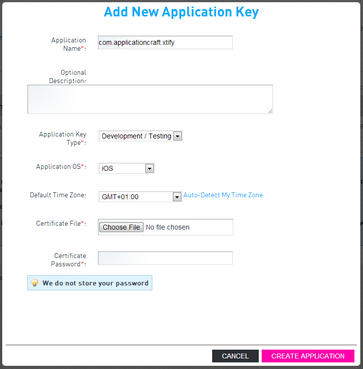 Add New Application Key
Application
Name*:
com.applicationcraft.xtify
Optional
Description:
Application Key
Type*:
Development / Testing
Application OS*:
iOS
Default Time Zone:
GMT+01:00
Auto-Detect My Time Zone
Certificate File*:
Choose File No file chosen
Certificate
Password*:
We do not store your password
CANCEL
CREATE APPLICATION